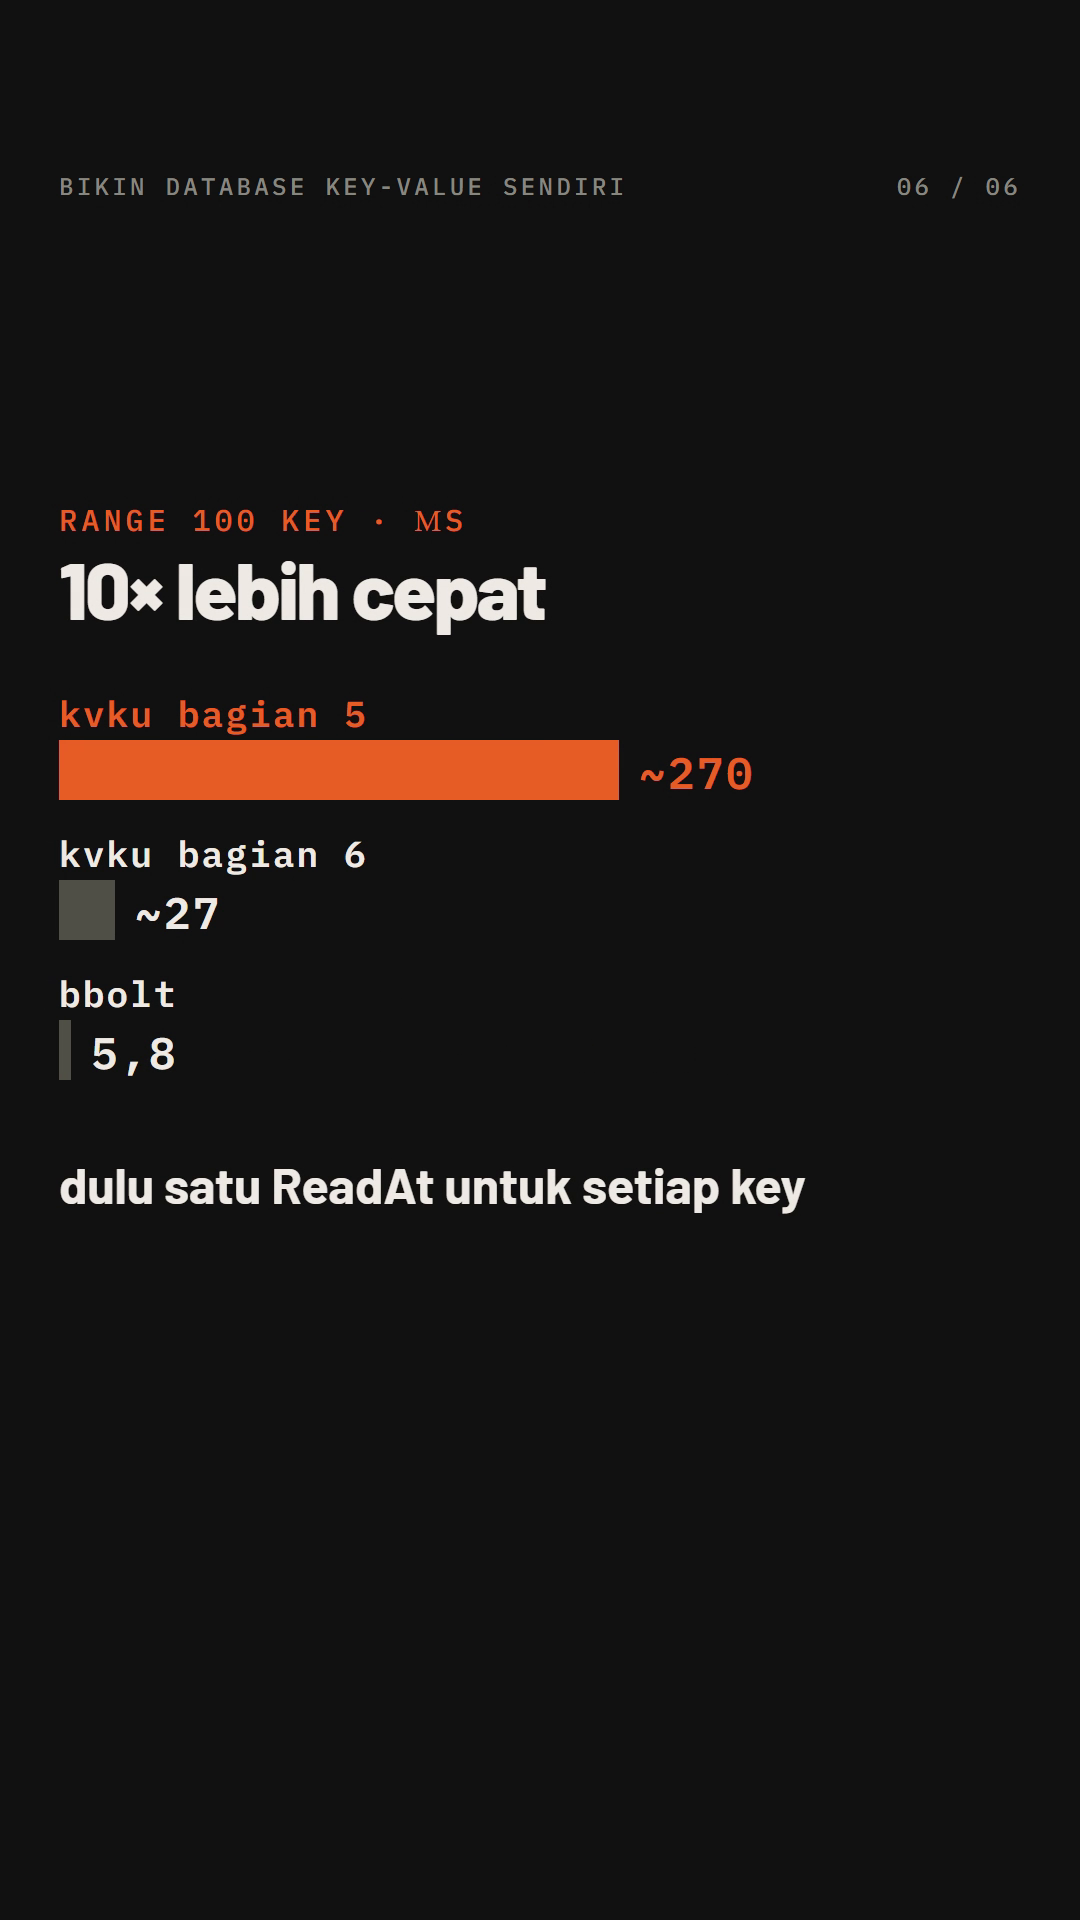 BIKIN DATABASE KEY-VALUE SENDIRI 06 / 06
RANGE 100 KEY · ΜS
10× lebih cepat
kvku bagian 5
~270
kvku bagian 6
~27
bbolt
5,8
dulu satu ReadAt untuk setiap key